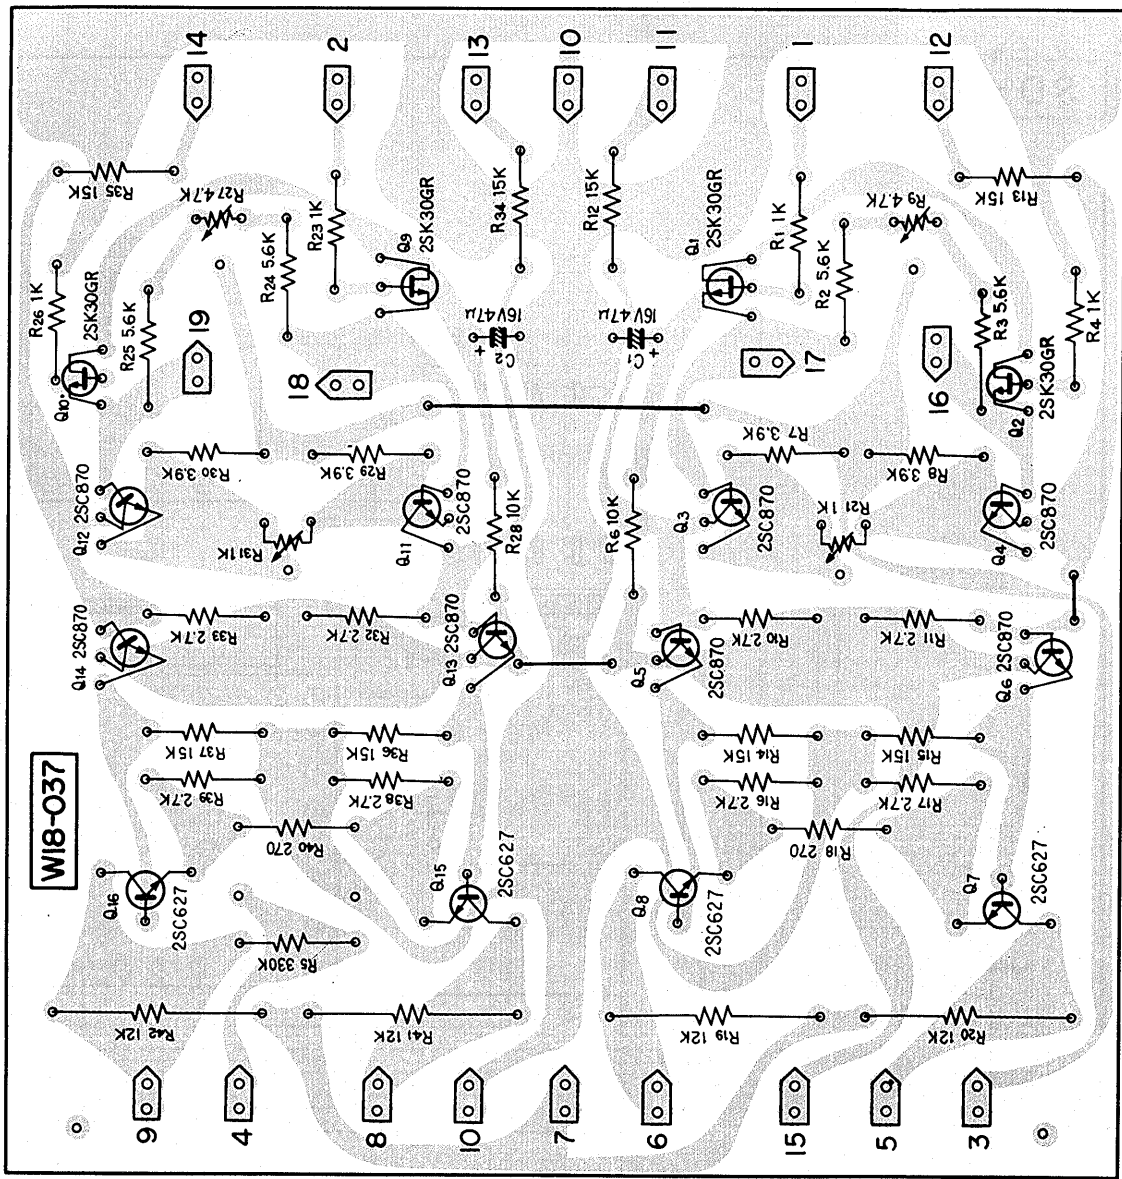 14
2
13
10
11
1
12
R35 15K
R27 4.7K
R23 1K
R34 15K
R12 15K
R1 1K
R9 4.7K
R13 15K
R26 1K
R24 5.6K
Q9
2SK30GR
Q1
2SK30GR
R2 5.6K
R3 5.6K
R4 1K
2SK30GR
Q10
R25 5.6K
19
18
16V47μ
+
C2
16V47μ
+
C1
17
16
Q2
2SK30GR
R30 3.9K
R29 3.9K
R7 3.9K
R8 3.9K
Q12
2SC870
R31 1K
Q11
2SC870
R28 10K
R6 10K
Q3
2SC870
R21 1K
Q4
2SC870
Q14
2SC870
R33 2.7K
R32 2.7K
Q13
2SC870
Q5
2SC870
R10 2.7K
R11 2.7K
Q6
2SC870
W18-037
R37 15K
R36 15K
R14 15K
R15 15K
R39 2.7K
R38 2.7K
R16 2.7K
R17 2.7K
R40 270
R18 270
Q16
2SC627
Q15
2SC627
Q8
2SC627
Q7
2SC627
R5 330K
R42 12K
R41 12K
R19 12K
R20 12K
9
4
8
10
7
6
15
5
3